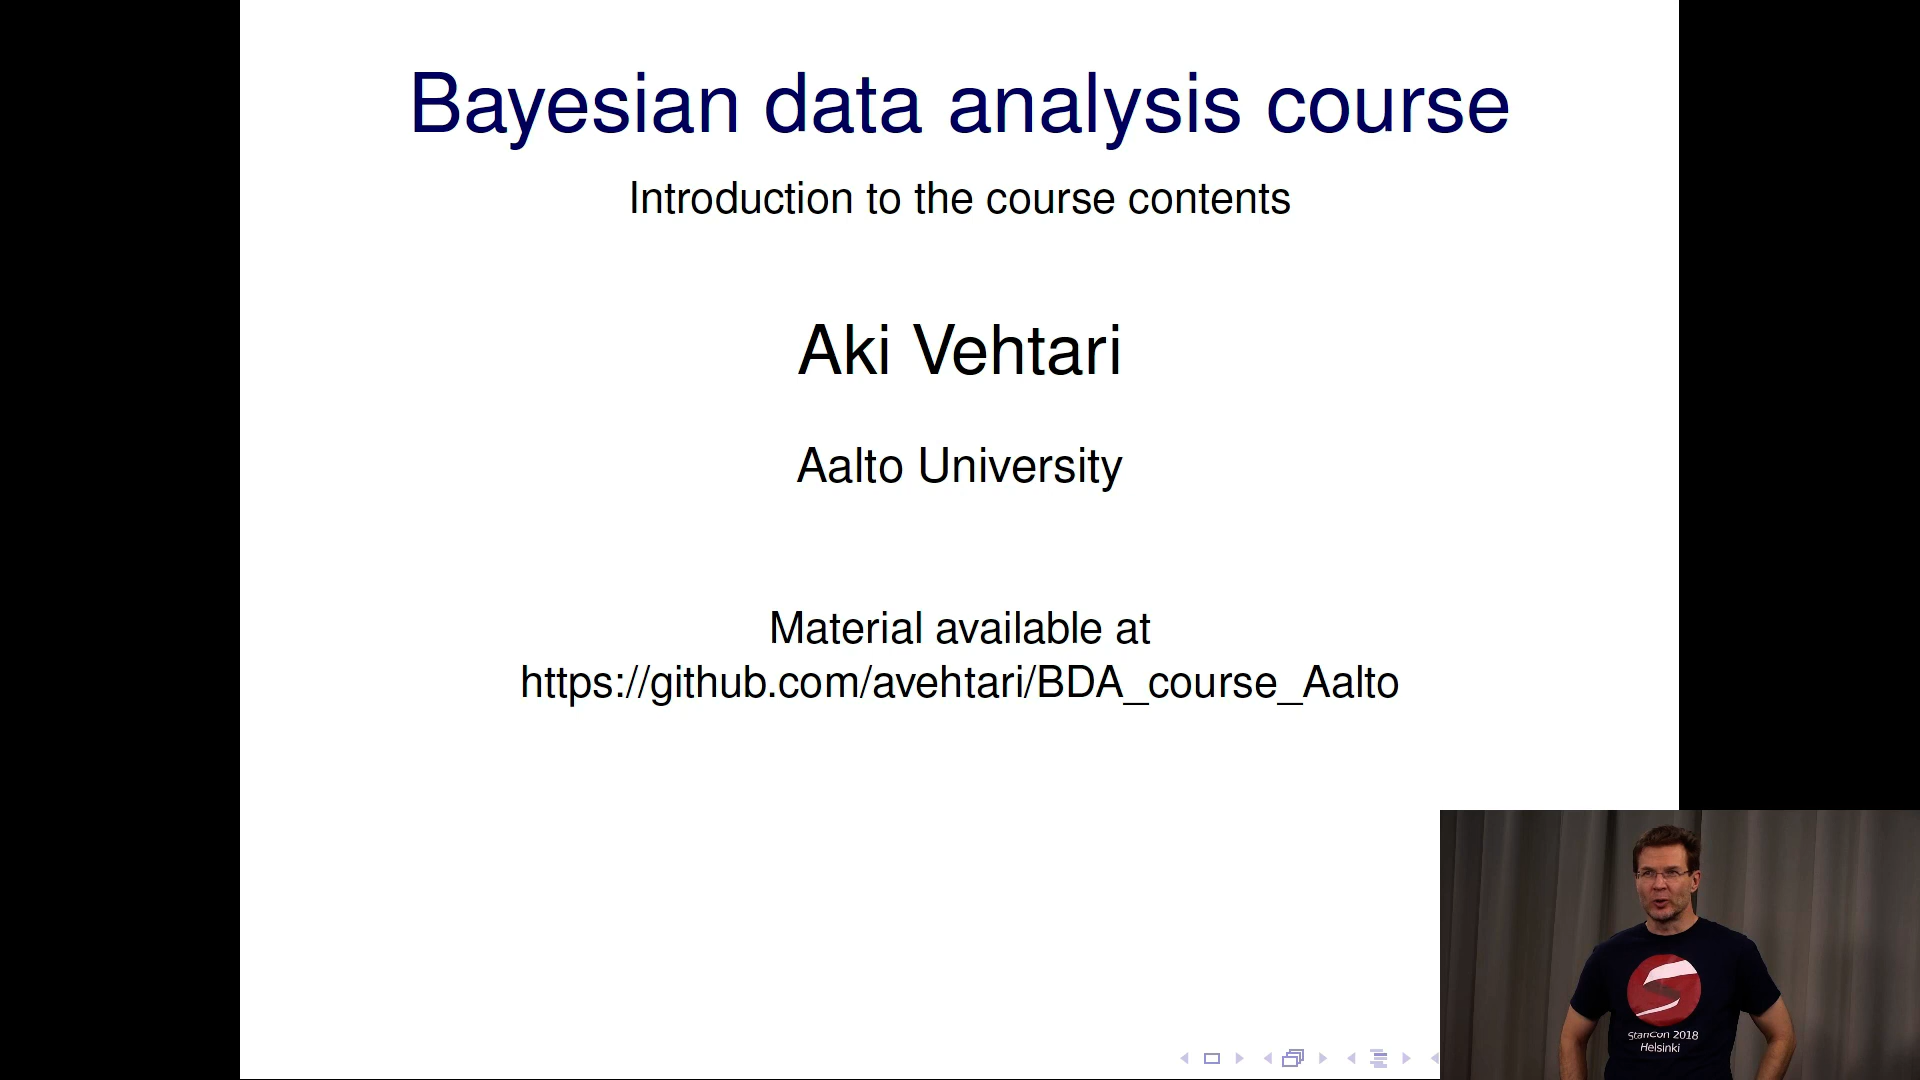 Bayesian data analysis course
Introduction to the course contents
Aki Vehtari
Aalto University
Material available at
https://github.com/avehtari/BDA_course_Aalto
StanCon 2018
Helsinki